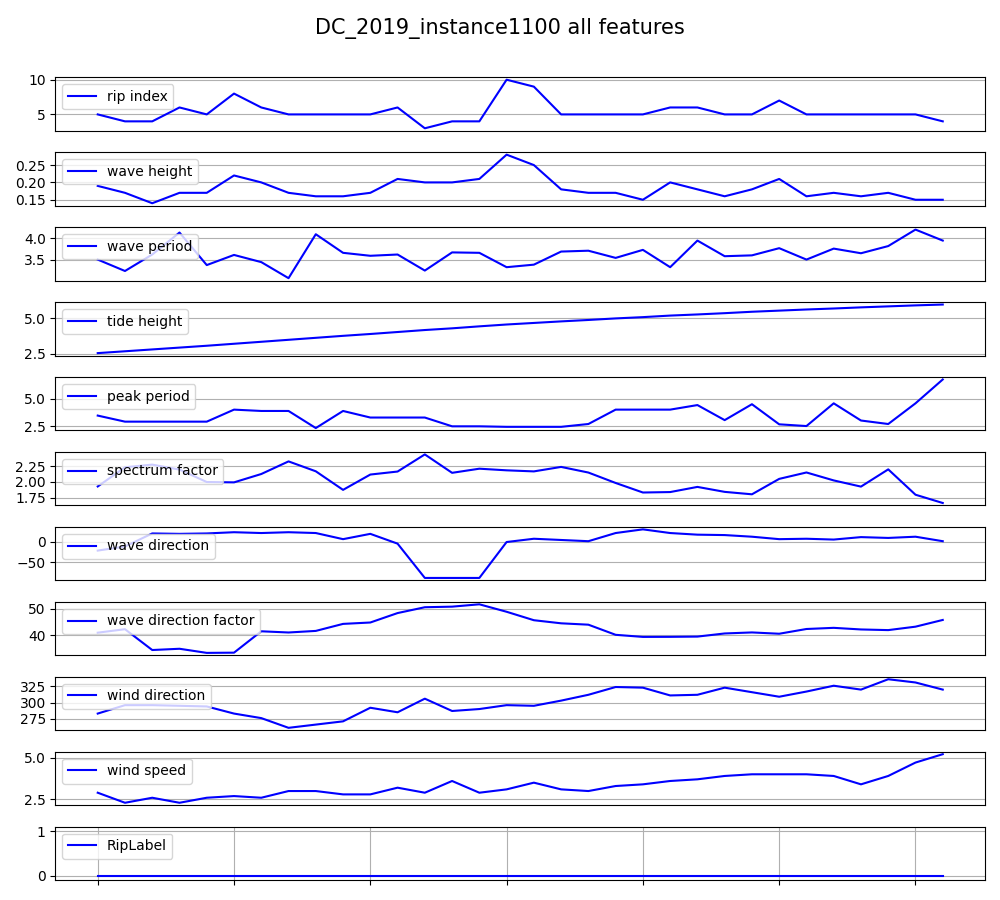 DC_2019_instance1100 all features
10
5
rip index
0.25
0.20
0.15
wave height
4.0
3.5
wave period
5.0
2.5
tide height
5.0
2.5
peak period
2.25
2.00
1.75
spectrum factor
0
−50
wave direction
50
40
wave direction factor
325
300
275
wind direction
5.0
2.5
wind speed
1
0
RipLabel